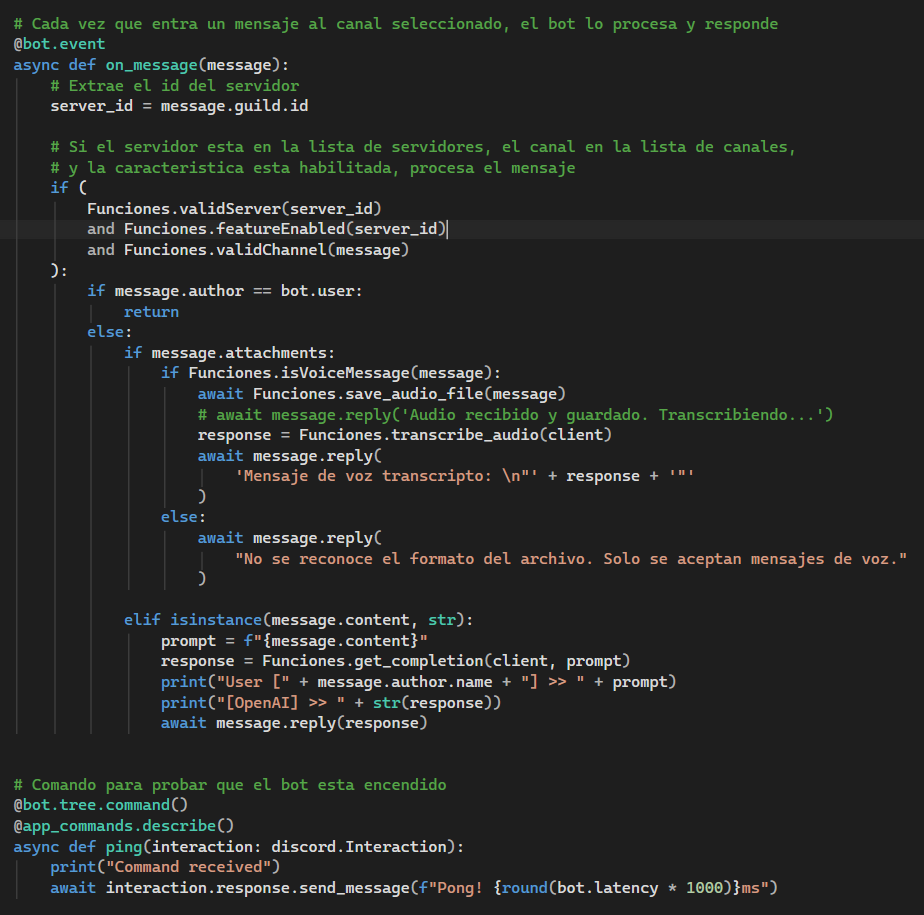 # Cada vez que entra un mensaje al canal seleccionado, el bot lo procesa y responde
@bot.event
async def on_message(message):
    # Extrae el id del servidor
    server_id = message.guild.id

    # Si el servidor esta en la lista de servidores, el canal en la lista de canales,
    # y la caracteristica esta habilitada, procesa el mensaje
    if (
        Funciones.validServer(server_id)
        and Funciones.featureEnabled(server_id)
        and Funciones.validChannel(message)
    ):
        if message.author == bot.user:
            return
        else:
            if message.attachments:
                if Funciones.isVoiceMessage(message):
                    await Funciones.save_audio_file(message)
                    # await message.reply('Audio recibido y guardado. Transcribiendo...')
                    response = Funciones.transcribe_audio(client)
                    await message.reply(
                        'Mensaje de voz transcripto: \n"' + response + '"'
                    )
                else:
                    await message.reply(
                        "No se reconoce el formato del archivo. Solo se aceptan mensajes de voz."
                    )

            elif isinstance(message.content, str):
                prompt = f"{message.content}"
                response = Funciones.get_completion(client, prompt)
                print("User [" + message.author.name + "] >> " + prompt)
                print("[OpenAI] >> " + str(response))
                await message.reply(response)


# Comando para probar que el bot esta encendido
@bot.tree.command()
@app_commands.describe()
async def ping(interaction: discord.Interaction):
    print("Command received")
    await interaction.response.send_message(f"Pong! {round(bot.latency * 1000)}ms")